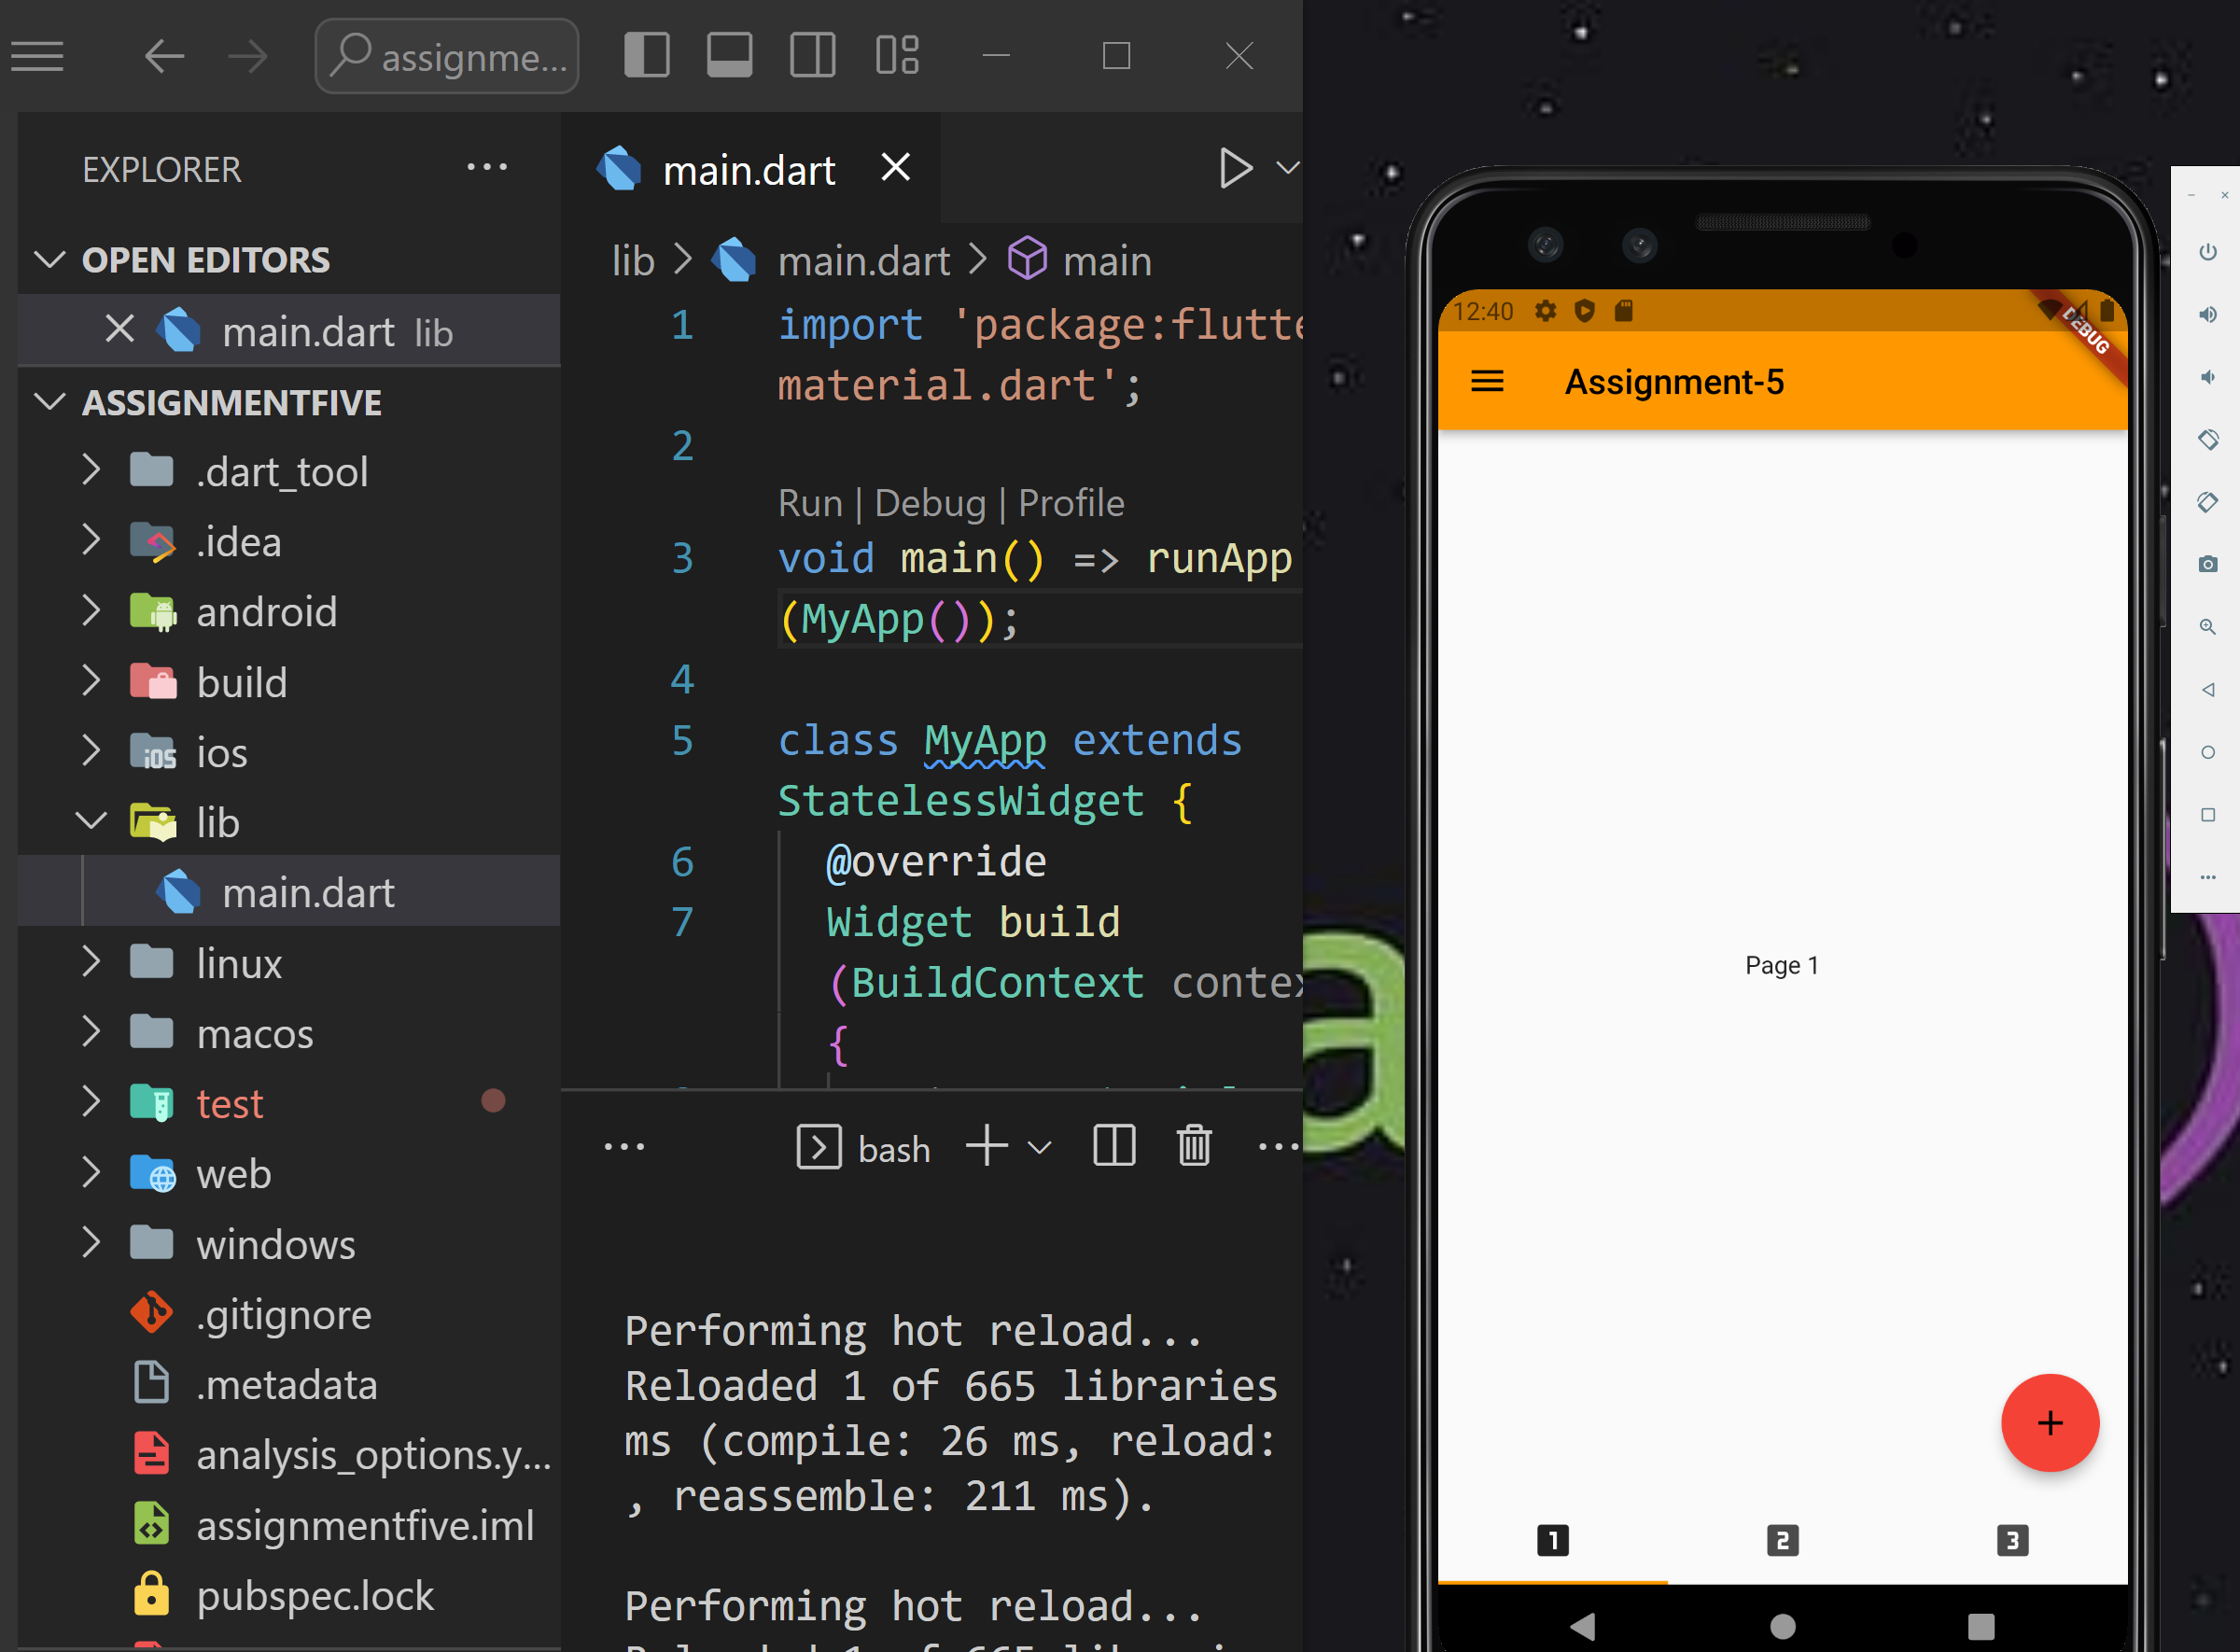 assignme...
EXPLORER
OPEN EDITORS
main.dart lib
ASSIGNMENTFIVE
.dart_tool
.idea
android
build
ios
lib
main.dart
linux
macos
test
web
windows
.gitignore
.metadata
analysis_options.y...
assignmentfive.iml
pubspec.lock
main.dart
lib > main.dart > main
1 import 'package:flutte
material.dart';
2
Run | Debug | Profile
3 void main() => runApp
(MyApp());
4
5 class MyApp extends
StatelessWidget {
6 @override
7 Widget build
(BuildContext contex
{
bash
Performing hot reload...
Reloaded 1 of 665 libraries
ms (compile: 26 ms, reload:
, reassemble: 211 ms).
Performing hot reload...
12:40
DEBUG
Assignment-5
Page 1
1 2 3
a